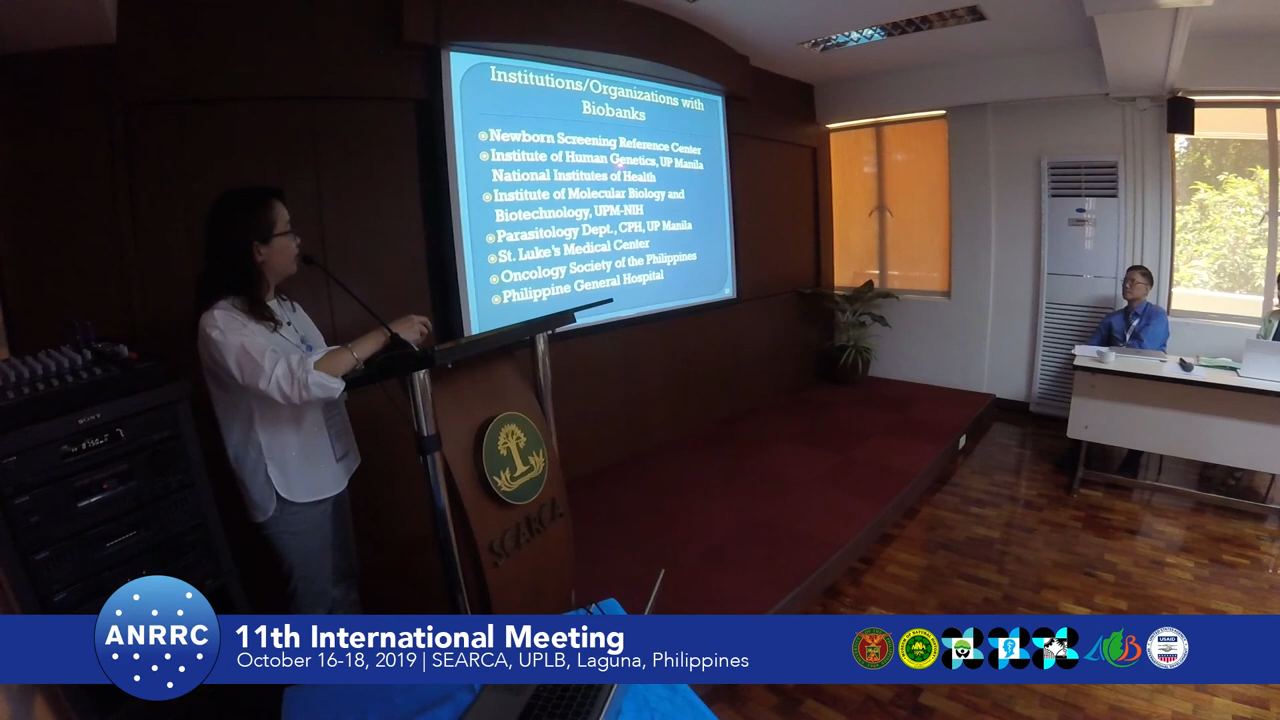 Institutions/Organizations with
Biobanks
Newborn Screening Reference Center
Institute of Human Genetics, UP Manila
National Institutes of Health
Institute of Molecular Biology and
Biotechnology, UPM-NIH
Parasitology Dept., CPH, UP Manila
St. Luke's Medical Center
Oncology Society of the Philippines
Philippine General Hospital
SONY
SEARCA
ANRRC
11th International Meeting
October 16-18, 2019 | SEARCA, UPLB, Laguna, Philippines
USAID